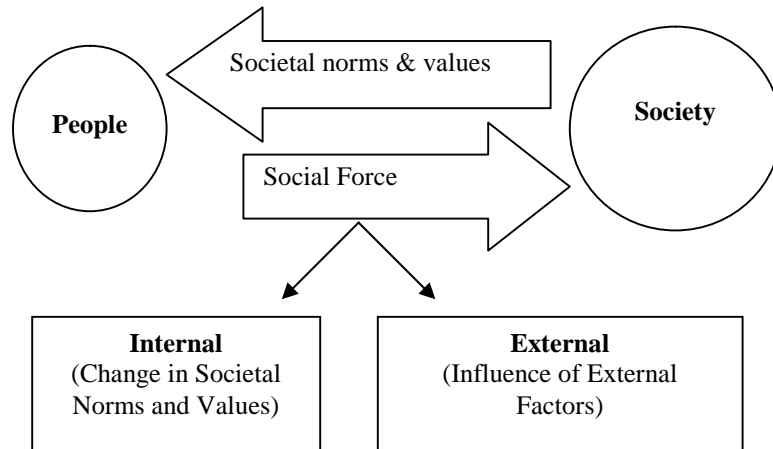 Societal norms & values
People
Society
Social Force
Internal
(Change in Societal
Norms and Values)
External
(Influence of External
Factors)